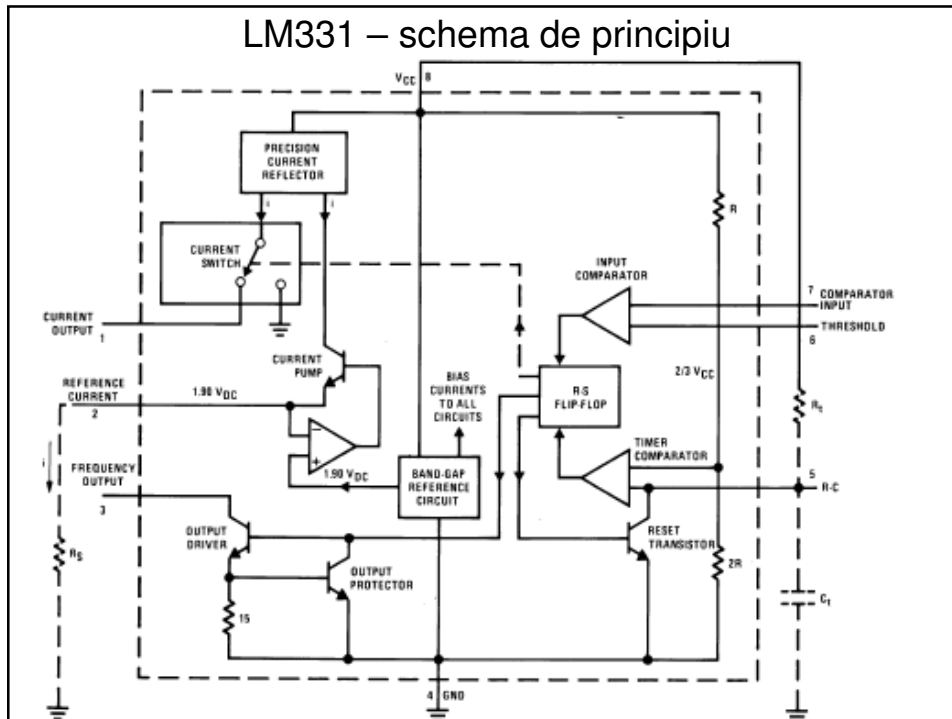 LM331 – schema de principiu
VCC 8
PRECISION
CURRENT
REFLECTOR
i
i
R
CURRENT
SWITCH
INPUT
COMPARATOR
7 COMPARATOR
INPUT
THRESHOLD
6
CURRENT
OUTPUT
1
CURRENT
PUMP
2/3 VCC
BIAS
CURRENTS
TO ALL
CIRCUITS
R-S
FLIP-FLOP
Rt
REFERENCE
CURRENT
2
1.90 VDC
i
−
+
1.90 VDC
TIMER
COMPARATOR
FREQUENCY
OUTPUT
3
BAND-GAP
REFERENCE
CIRCUIT
5
R-C
OUTPUT
DRIVER
RESET
TRANSISTOR
RS
OUTPUT
PROTECTOR
2R
Ct
15
4 GND